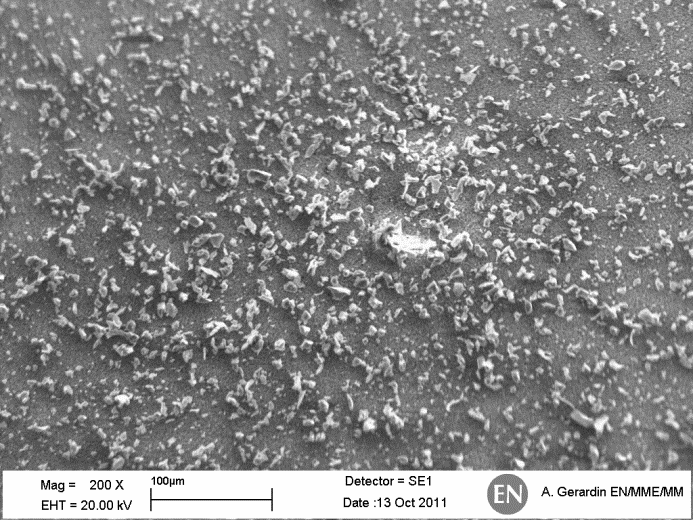 Mag = 200 X
EHT = 20.00 kV
100µm
Detector = SE1
Date :13 Oct 2011
EN
A. Gerardin EN/MME/MM